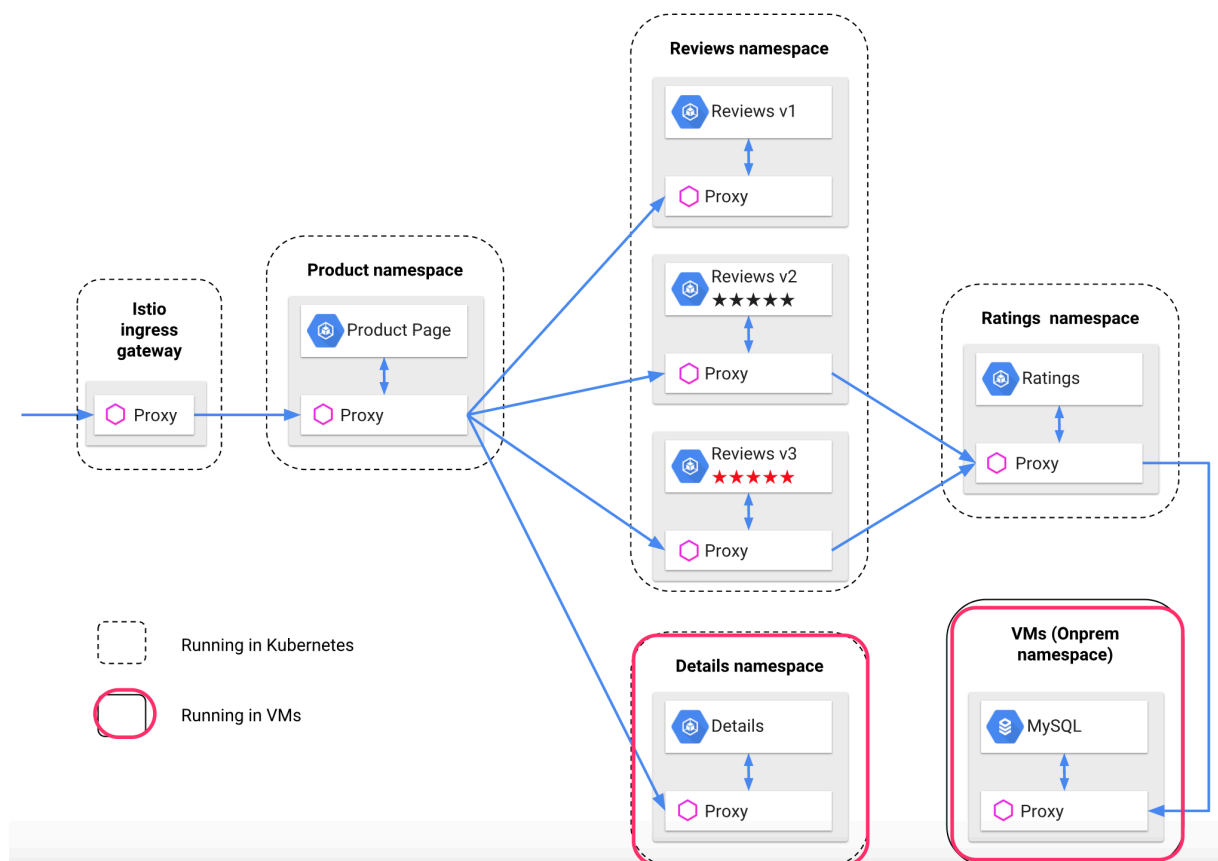 Reviews namespace
Reviews v1
Proxy
Reviews v2
★★★★★
Proxy
Reviews v3
★★★★★
Proxy
Product namespace
Product Page
Proxy
Istio
ingress
gateway
Proxy
Ratings namespace
Ratings
Proxy
Details namespace
Details
Proxy
VMs (Onprem
namespace)
MySQL
Proxy
Running in Kubernetes
Running in VMs